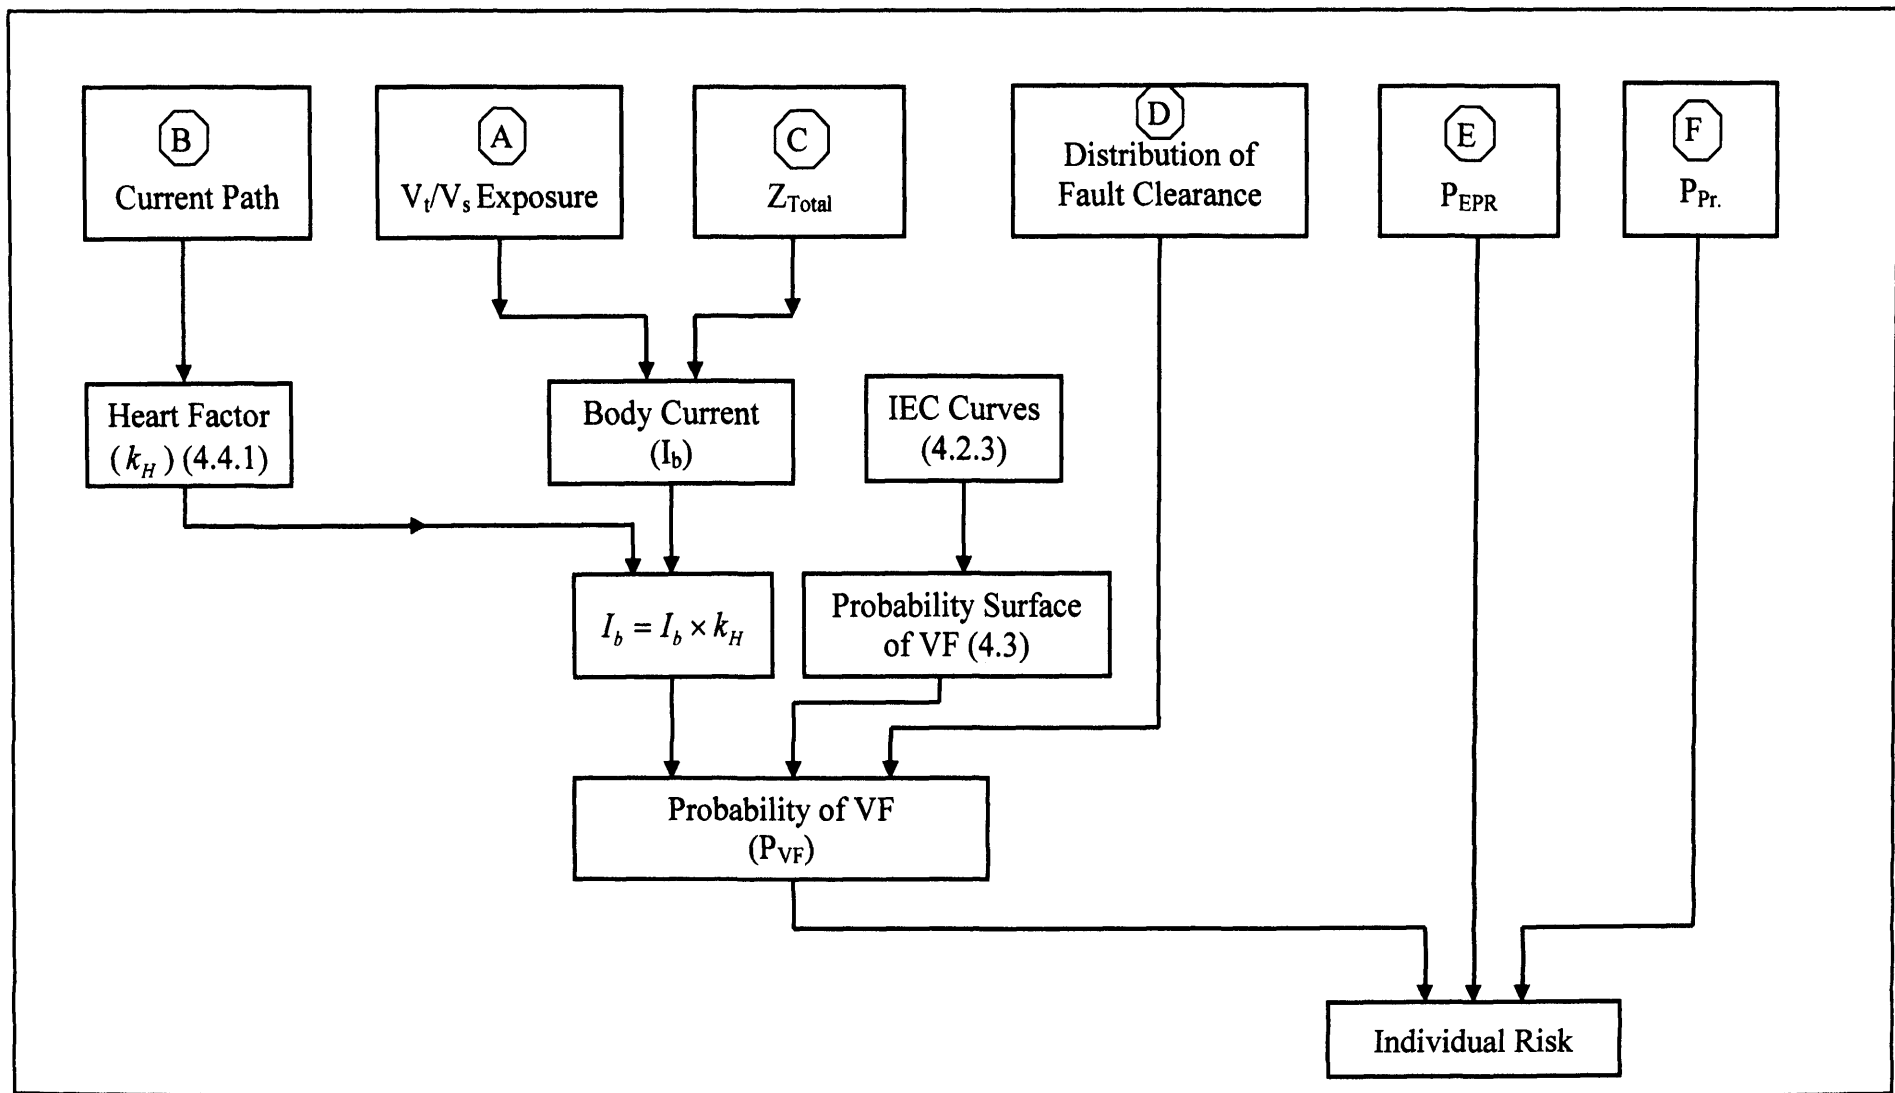 B
Current Path
A
Vt/Vs Exposure
C
ZTotal
D
Distribution of
Fault Clearance
E
PEPR
F
PPr.
Heart Factor
(kH) (4.4.1)
Body Current
(Ib)
IEC Curves
(4.2.3)
Ib = Ib × kH
Probability Surface
of VF (4.3)
Probability of VF
(PVF)
Individual Risk